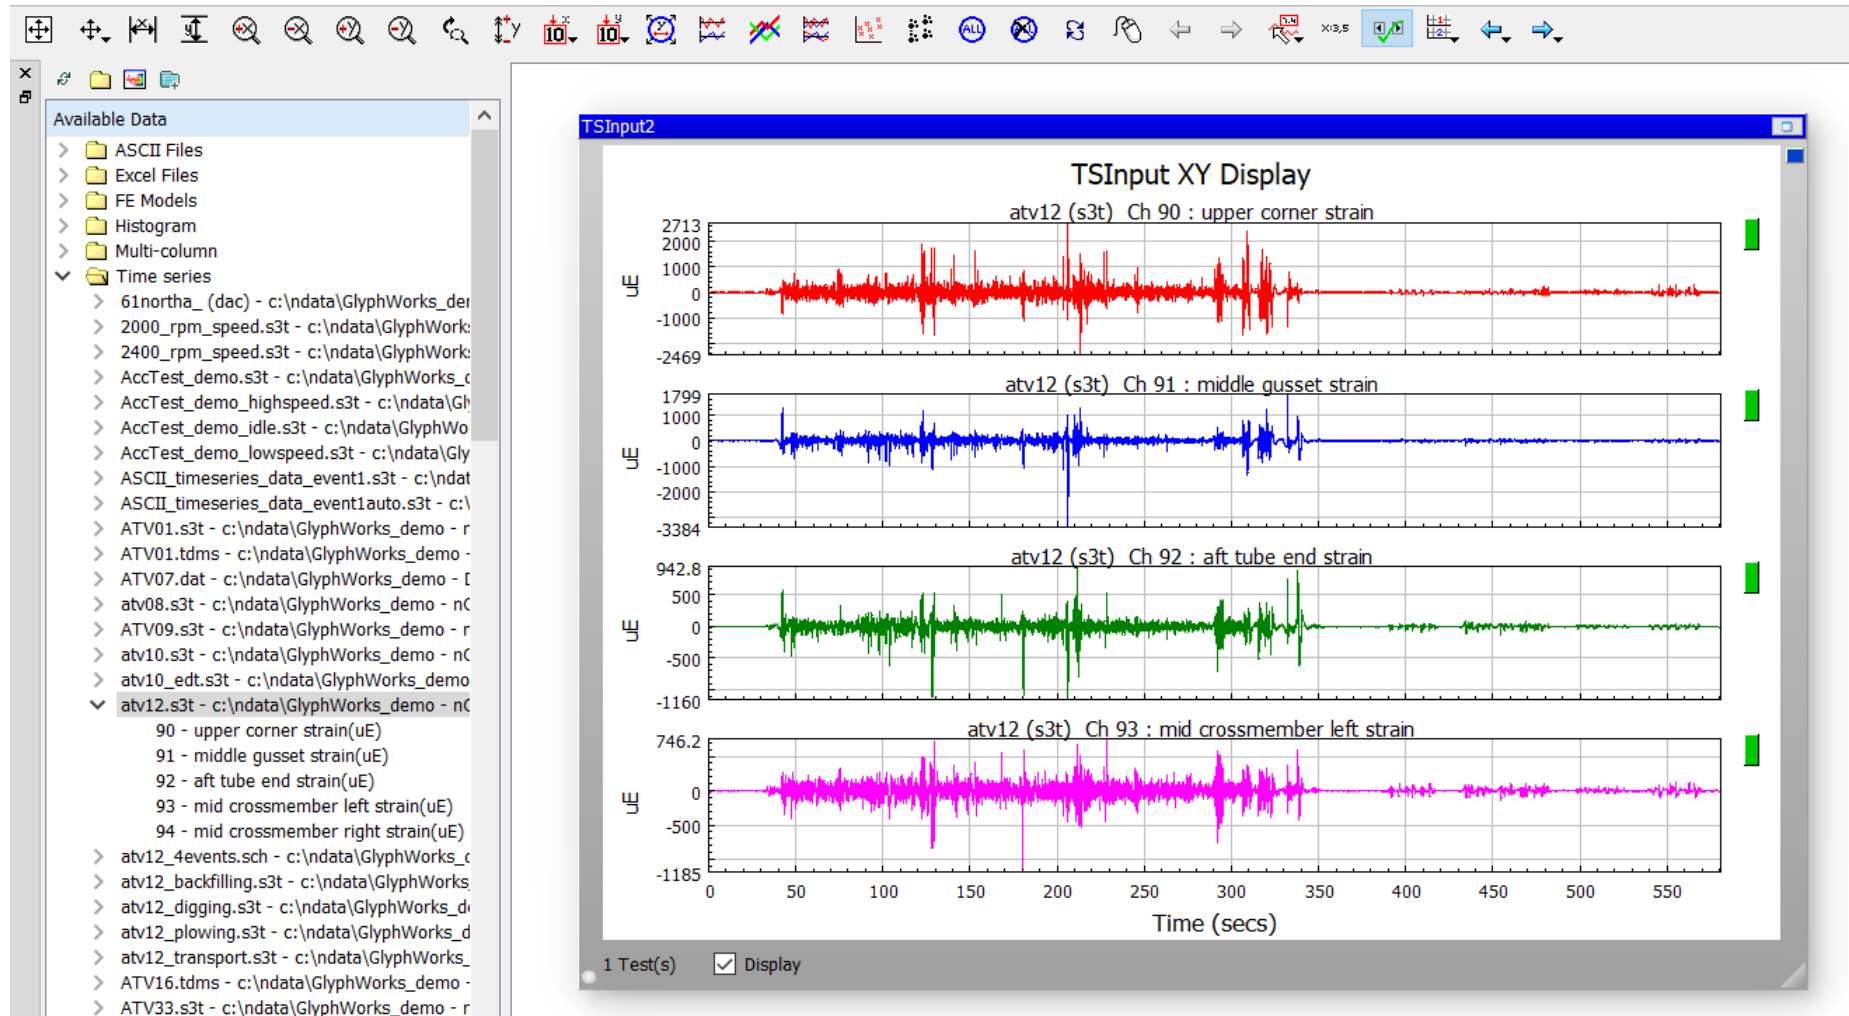 ALL
X:3,5
Available Data
ASCII Files
Excel Files
FE Models
Histogram
Multi-column
Time series
61northa_ (dac) - c:\ndata\GlyphWorks_der
2000_rpm_speed.s3t - c:\ndata\GlyphWork:
2400_rpm_speed.s3t - c:\ndata\GlyphWork:
AccTest_demo.s3t - c:\ndata\GlyphWorks_c
AccTest_demo_highspeed.s3t - c:\ndata\Gly
AccTest_demo_idle.s3t - c:\ndata\GlyphWo
AccTest_demo_lowspeed.s3t - c:\ndata\Gly
ASCII_timeseries_data_event1.s3t - c:\ndat
ASCII_timeseries_data_event1auto.s3t - c:\
ATV01.s3t - c:\ndata\GlyphWorks_demo - r
ATV01.tdms - c:\ndata\GlyphWorks_demo -
ATV07.dat - c:\ndata\GlyphWorks_demo - D
atv08.s3t - c:\ndata\GlyphWorks_demo - nC
ATV09.s3t - c:\ndata\GlyphWorks_demo - r
atv10.s3t - c:\ndata\GlyphWorks_demo - nC
atv10_edt.s3t - c:\ndata\GlyphWorks_demo
atv12.s3t - c:\ndata\GlyphWorks_demo - nC
90 - upper corner strain(uE)
91 - middle gusset strain(uE)
92 - aft tube end strain(uE)
93 - mid crossmember left strain(uE)
94 - mid crossmember right strain(uE)
atv12_4events.sch - c:\ndata\GlyphWorks_c
atv12_backfilling.s3t - c:\ndata\GlyphWorks_
atv12_digging.s3t - c:\ndata\GlyphWorks_d
atv12_plowing.s3t - c:\ndata\GlyphWorks_d
atv12_transport.s3t - c:\ndata\GlyphWorks_
ATV16.tdms - c:\ndata\GlyphWorks_demo -
ATV33.s3t - c:\ndata\GlyphWorks_demo - r
TSInput2
TSInput XY Display
atv12 (s3t) Ch 90 : upper corner strain
2713
2000
1000
0
-1000
-2469
uE
atv12 (s3t) Ch 91 : middle gusset strain
1799
1000
0
-1000
-2000
-3384
uE
atv12 (s3t) Ch 92 : aft tube end strain
942.8
500
0
-500
-1160
uE
atv12 (s3t) Ch 93 : mid crossmember left strain
746.2
0
-500
-1185
uE
0 50 100 150 200 250 300 350 400 450 500 550
Time (secs)
1 Test(s) Display